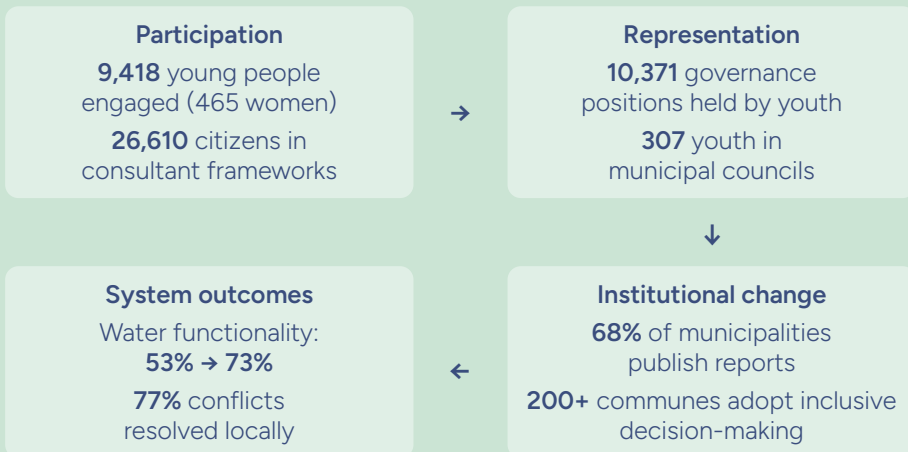 Participation
9,418 young people
engaged (465 women)
26,610 citizens in
consultant frameworks
→
Representation
10,371 governance
positions held by youth
307 youth in
municipal councils
↓
Institutional change
68% of municipalities
publish reports
200+ communes adopt inclusive
decision-making
←
System outcomes
Water functionality:
53% → 73%
77% conflicts
resolved locally